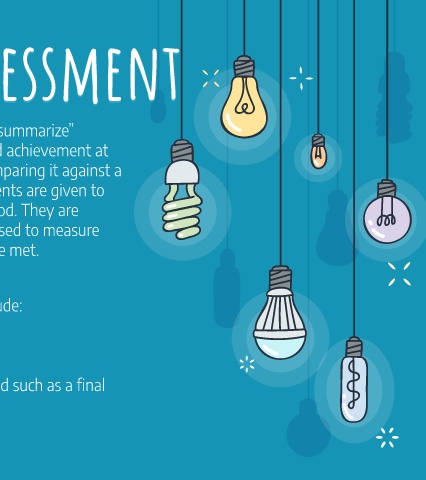 ESSMENT
summarize”
d achievement at
nparing it against a
ents are given to
od. They are
sed to measure
e met.
ude:
d such as a final